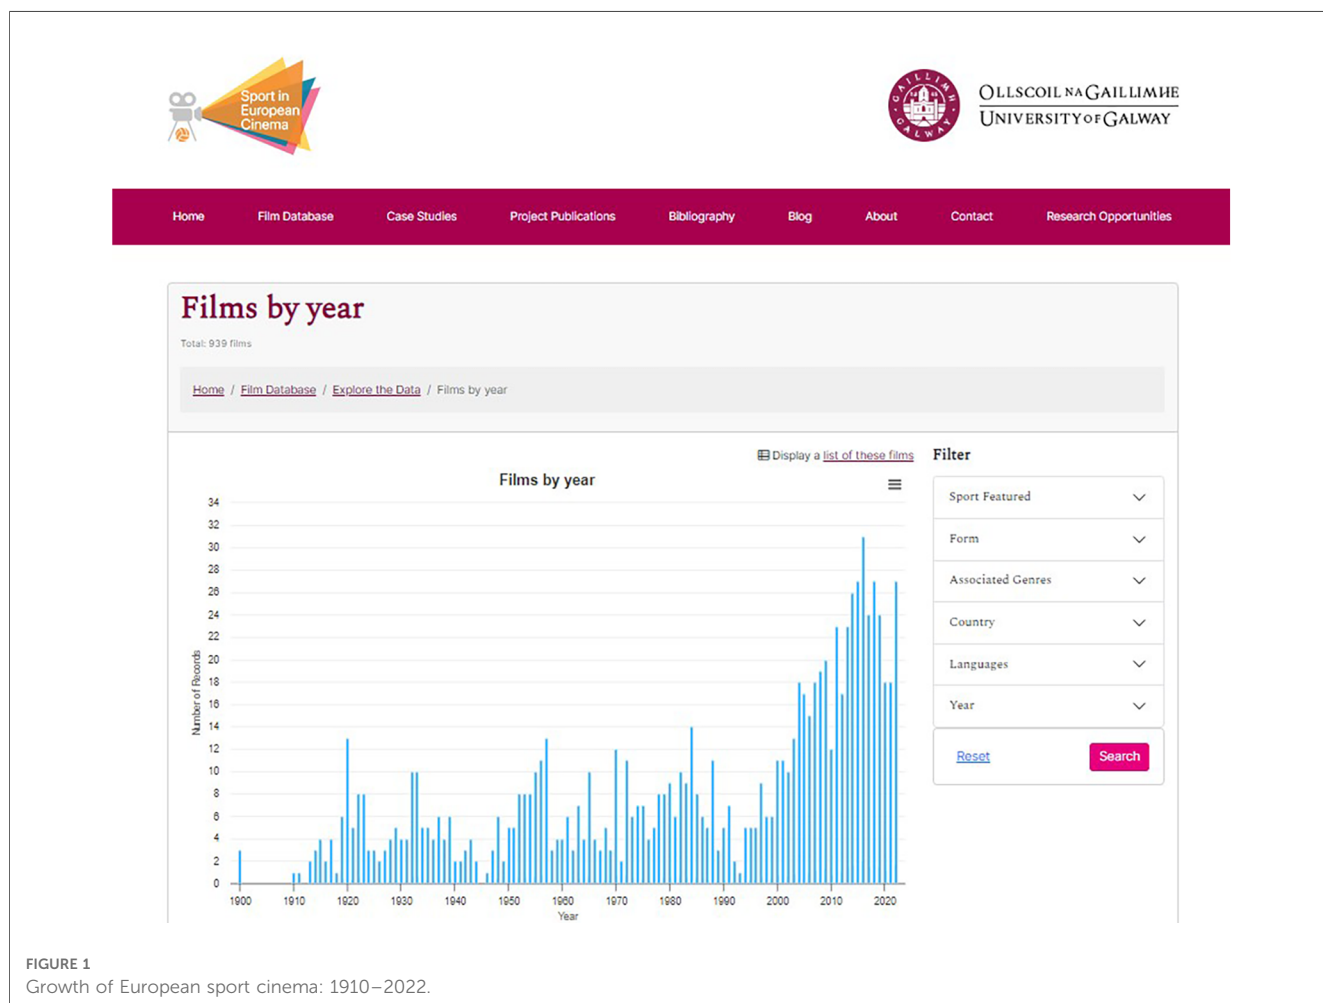 Sport in
European
Cinema
GAILLIMH
GALWAY
OLLSCOIL NA GAILLIMHE
UNIVERSITY OF GALWAY
Home Film Database Case Studies Project Publications Bibliography Blog About Contact Research Opportunities
Films by year
Total: 939 films
Home / Film Database / Explore the Data / Films by year
Display a list of these films
Filter
Films by year
Sport Featured
Form
Associated Genres
Country
Languages
Year
Reset Search
Number of Records
34
32
30
28
26
24
22
20
18
16
14
12
10
8
6
4
2
0
1900 1910 1920 1930 1940 1950 1960 1970 1980 1990 2000 2010 2020
Year
FIGURE 1
Growth of European sport cinema: 1910–2022.